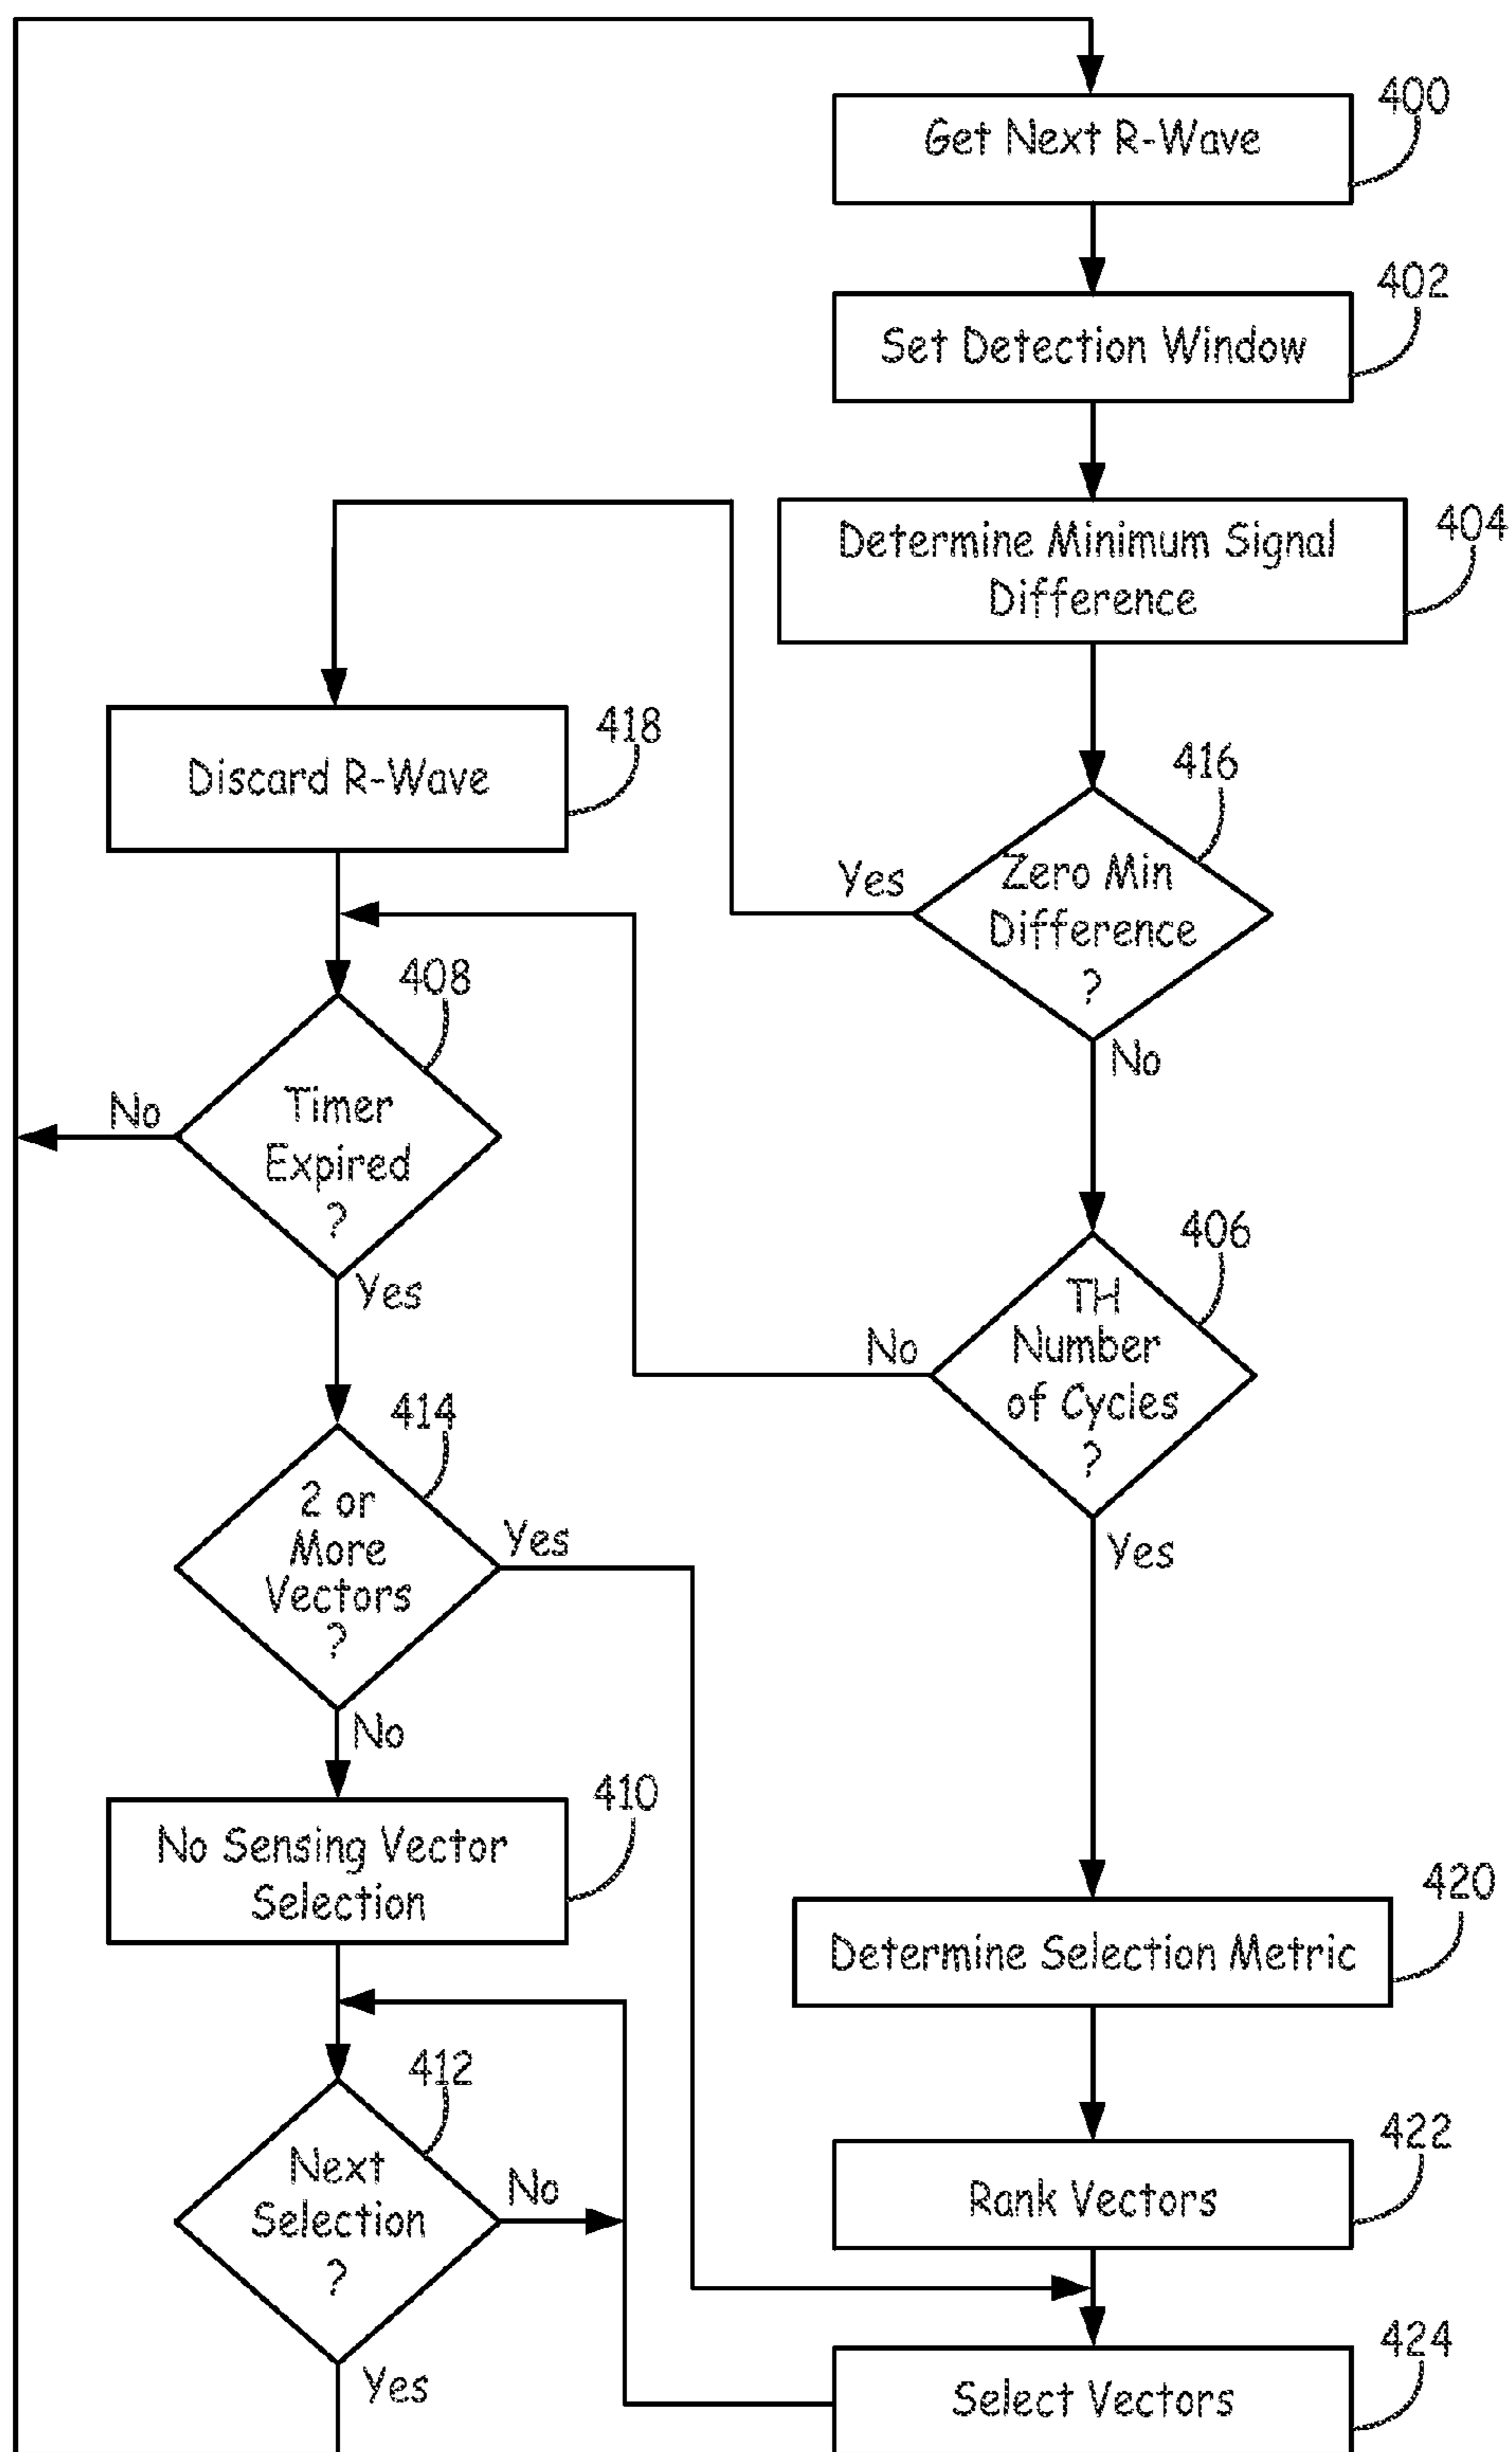 Get Next R-Wave
400
Set Detection Window
402
Determine Minimum Signal
Difference
404
Discard R-Wave
418
Zero Min
Difference
?
416
Yes
No
Timer
Expired
?
408
No
Yes
TH
Number
of Cycles
?
406
No
Yes
2 or
More
Vectors
?
414
Yes
No
No Sensing Vector
Selection
410
Determine Selection Metric
420
Next
Selection
?
412
No
Yes
Rank Vectors
422
Select Vectors
424